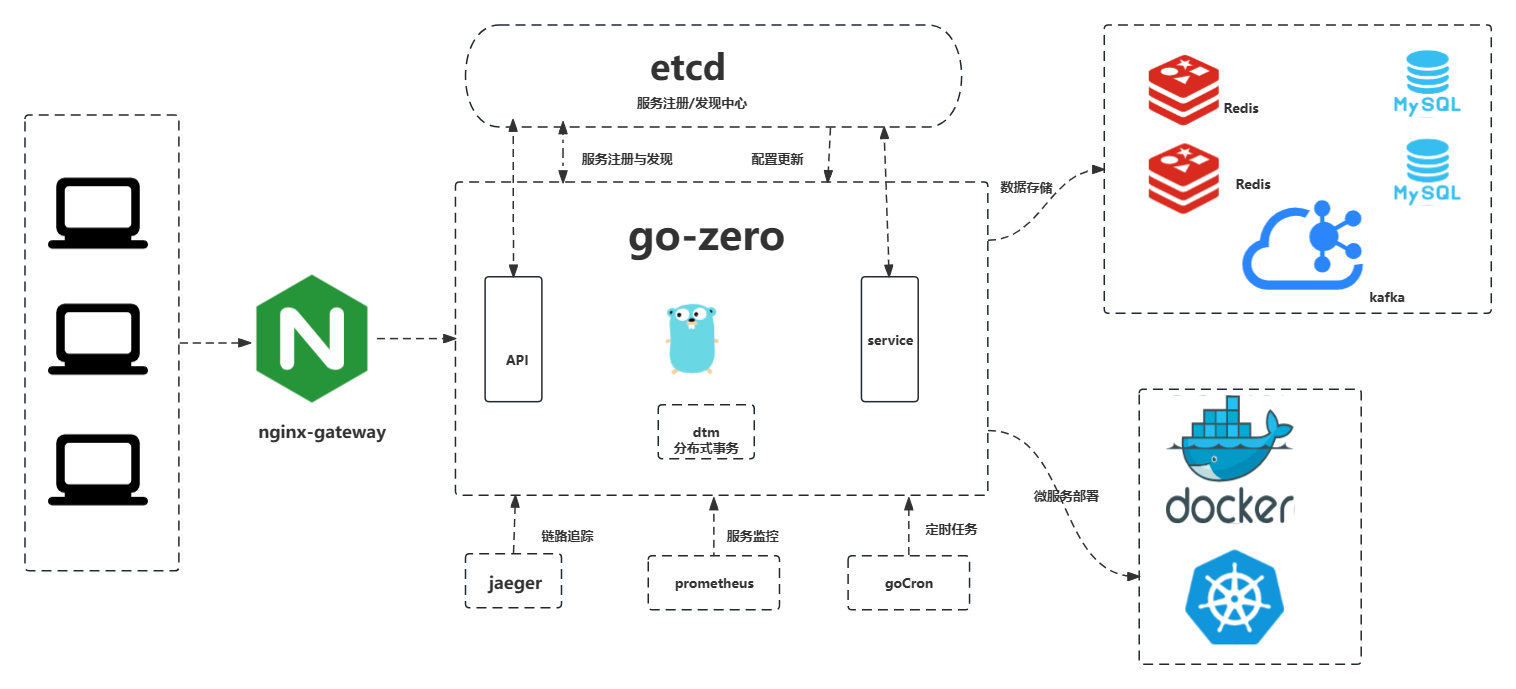 etcd
服务注册/发现中心
服务注册与发现
配置更新
go-zero
API
service
dtm
分布式事务
N
nginx-gateway
链路追踪
服务监控
定时任务
jaeger
prometheus
goCron
数据存储
Redis
MySQL
Redis
MySQL
kafka
微服务部署
docker